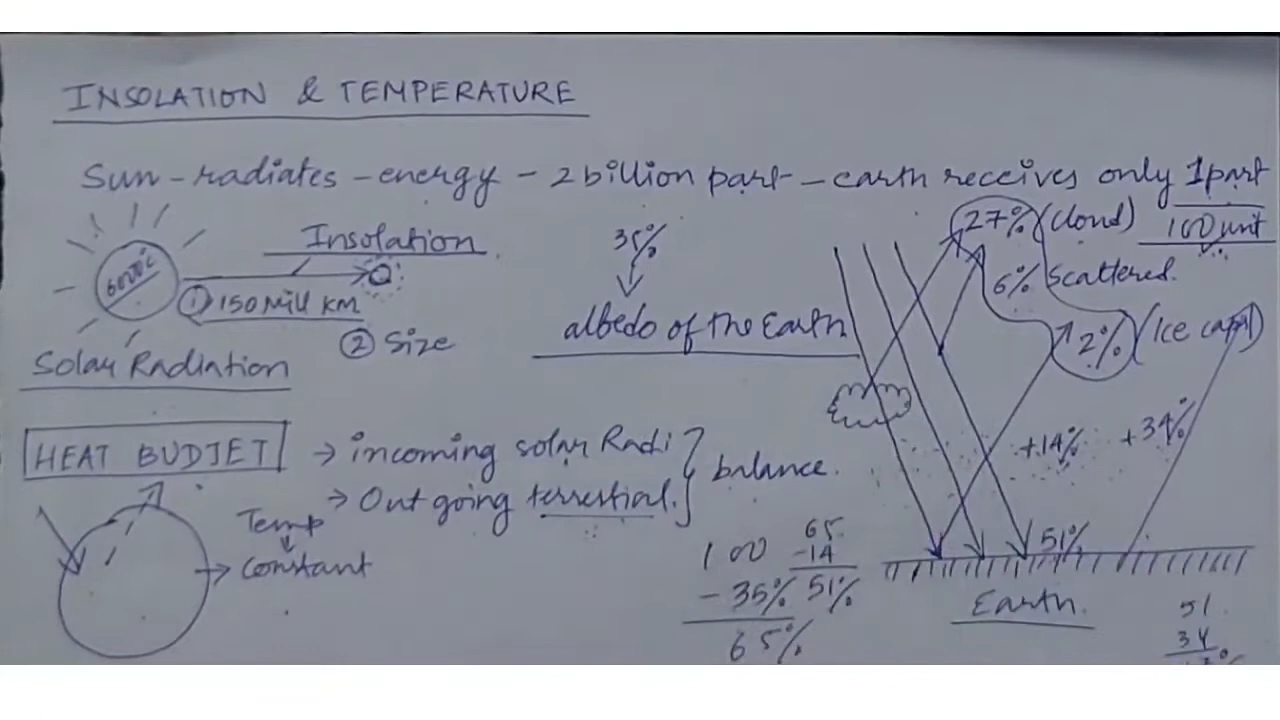 INSOLATION & TEMPERATURE
Sun - radiates - energy - 2 billion part - earth receives only 1 part
100 unit
6000°C
Insolation
① 150 Mill KM
② Size
Solar Radiation
35%
albedo of the Earth
27% (cloud)
6% scattered.
2% (Ice
+14%
+34%
51%
Earth.
HEAT BUDJET → incoming solar Radi
→ Out going terrestial.
balance.
Temp
→ constant
100
- 35%
65%
65
-14
51%
51
34